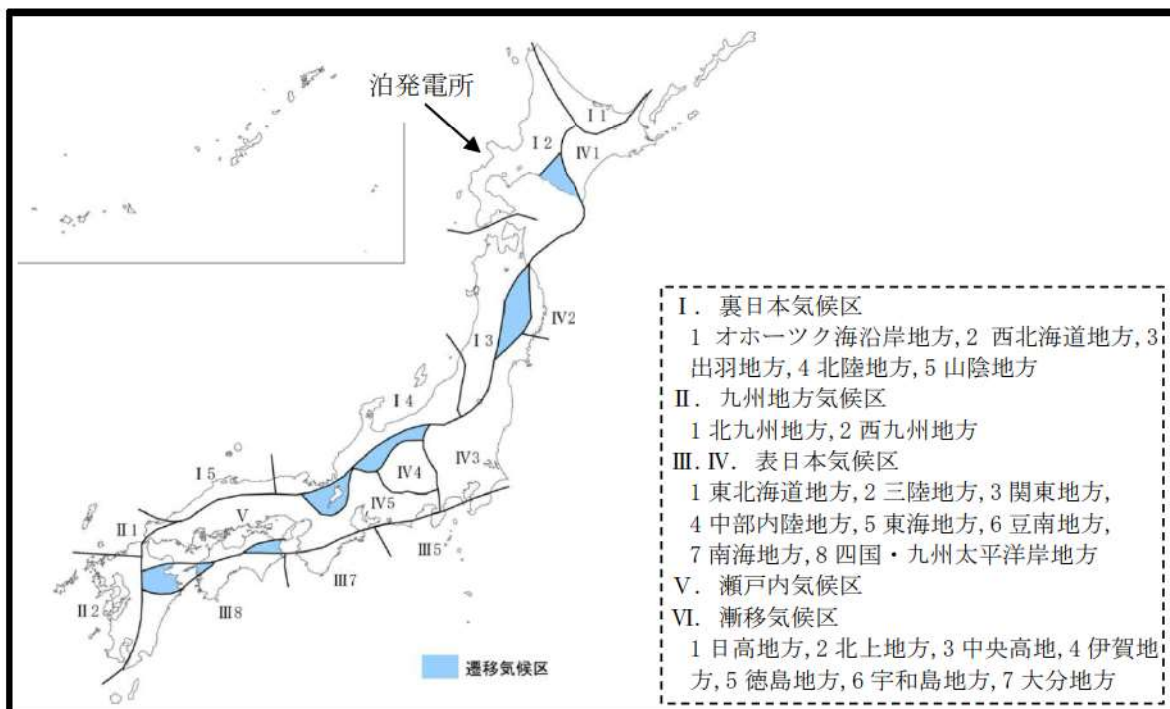 泊発電所
Ⅰ1
Ⅰ2
Ⅳ1
Ⅳ2
Ⅰ3
Ⅰ4
Ⅳ3
Ⅳ4
Ⅰ5
Ⅴ
Ⅳ5
Ⅱ1
Ⅲ5
Ⅲ7
Ⅱ2
Ⅲ8
遷移気候区
Ⅰ. 裏日本気候区
1 オホーツク海沿岸地方, 2 西北海道地方, 3
出羽地方, 4 北陸地方, 5 山陰地方
Ⅱ. 九州地方気候区
1 北九州地方, 2 西九州地方
Ⅲ. Ⅳ. 表日本気候区
1 東北海道地方, 2 三陸地方, 3 関東地方,
4 中部内陸地方, 5 東海地方, 6 豆南地方,
7 南海地方, 8 四国・九州太平洋岸地方
Ⅴ. 瀬戸内気候区
Ⅵ. 漸移気候区
1 日高地方, 2 北上地方, 3 中央高地, 4 伊賀地
方, 5 徳島地方, 6 宇和島地方, 7 大分地方